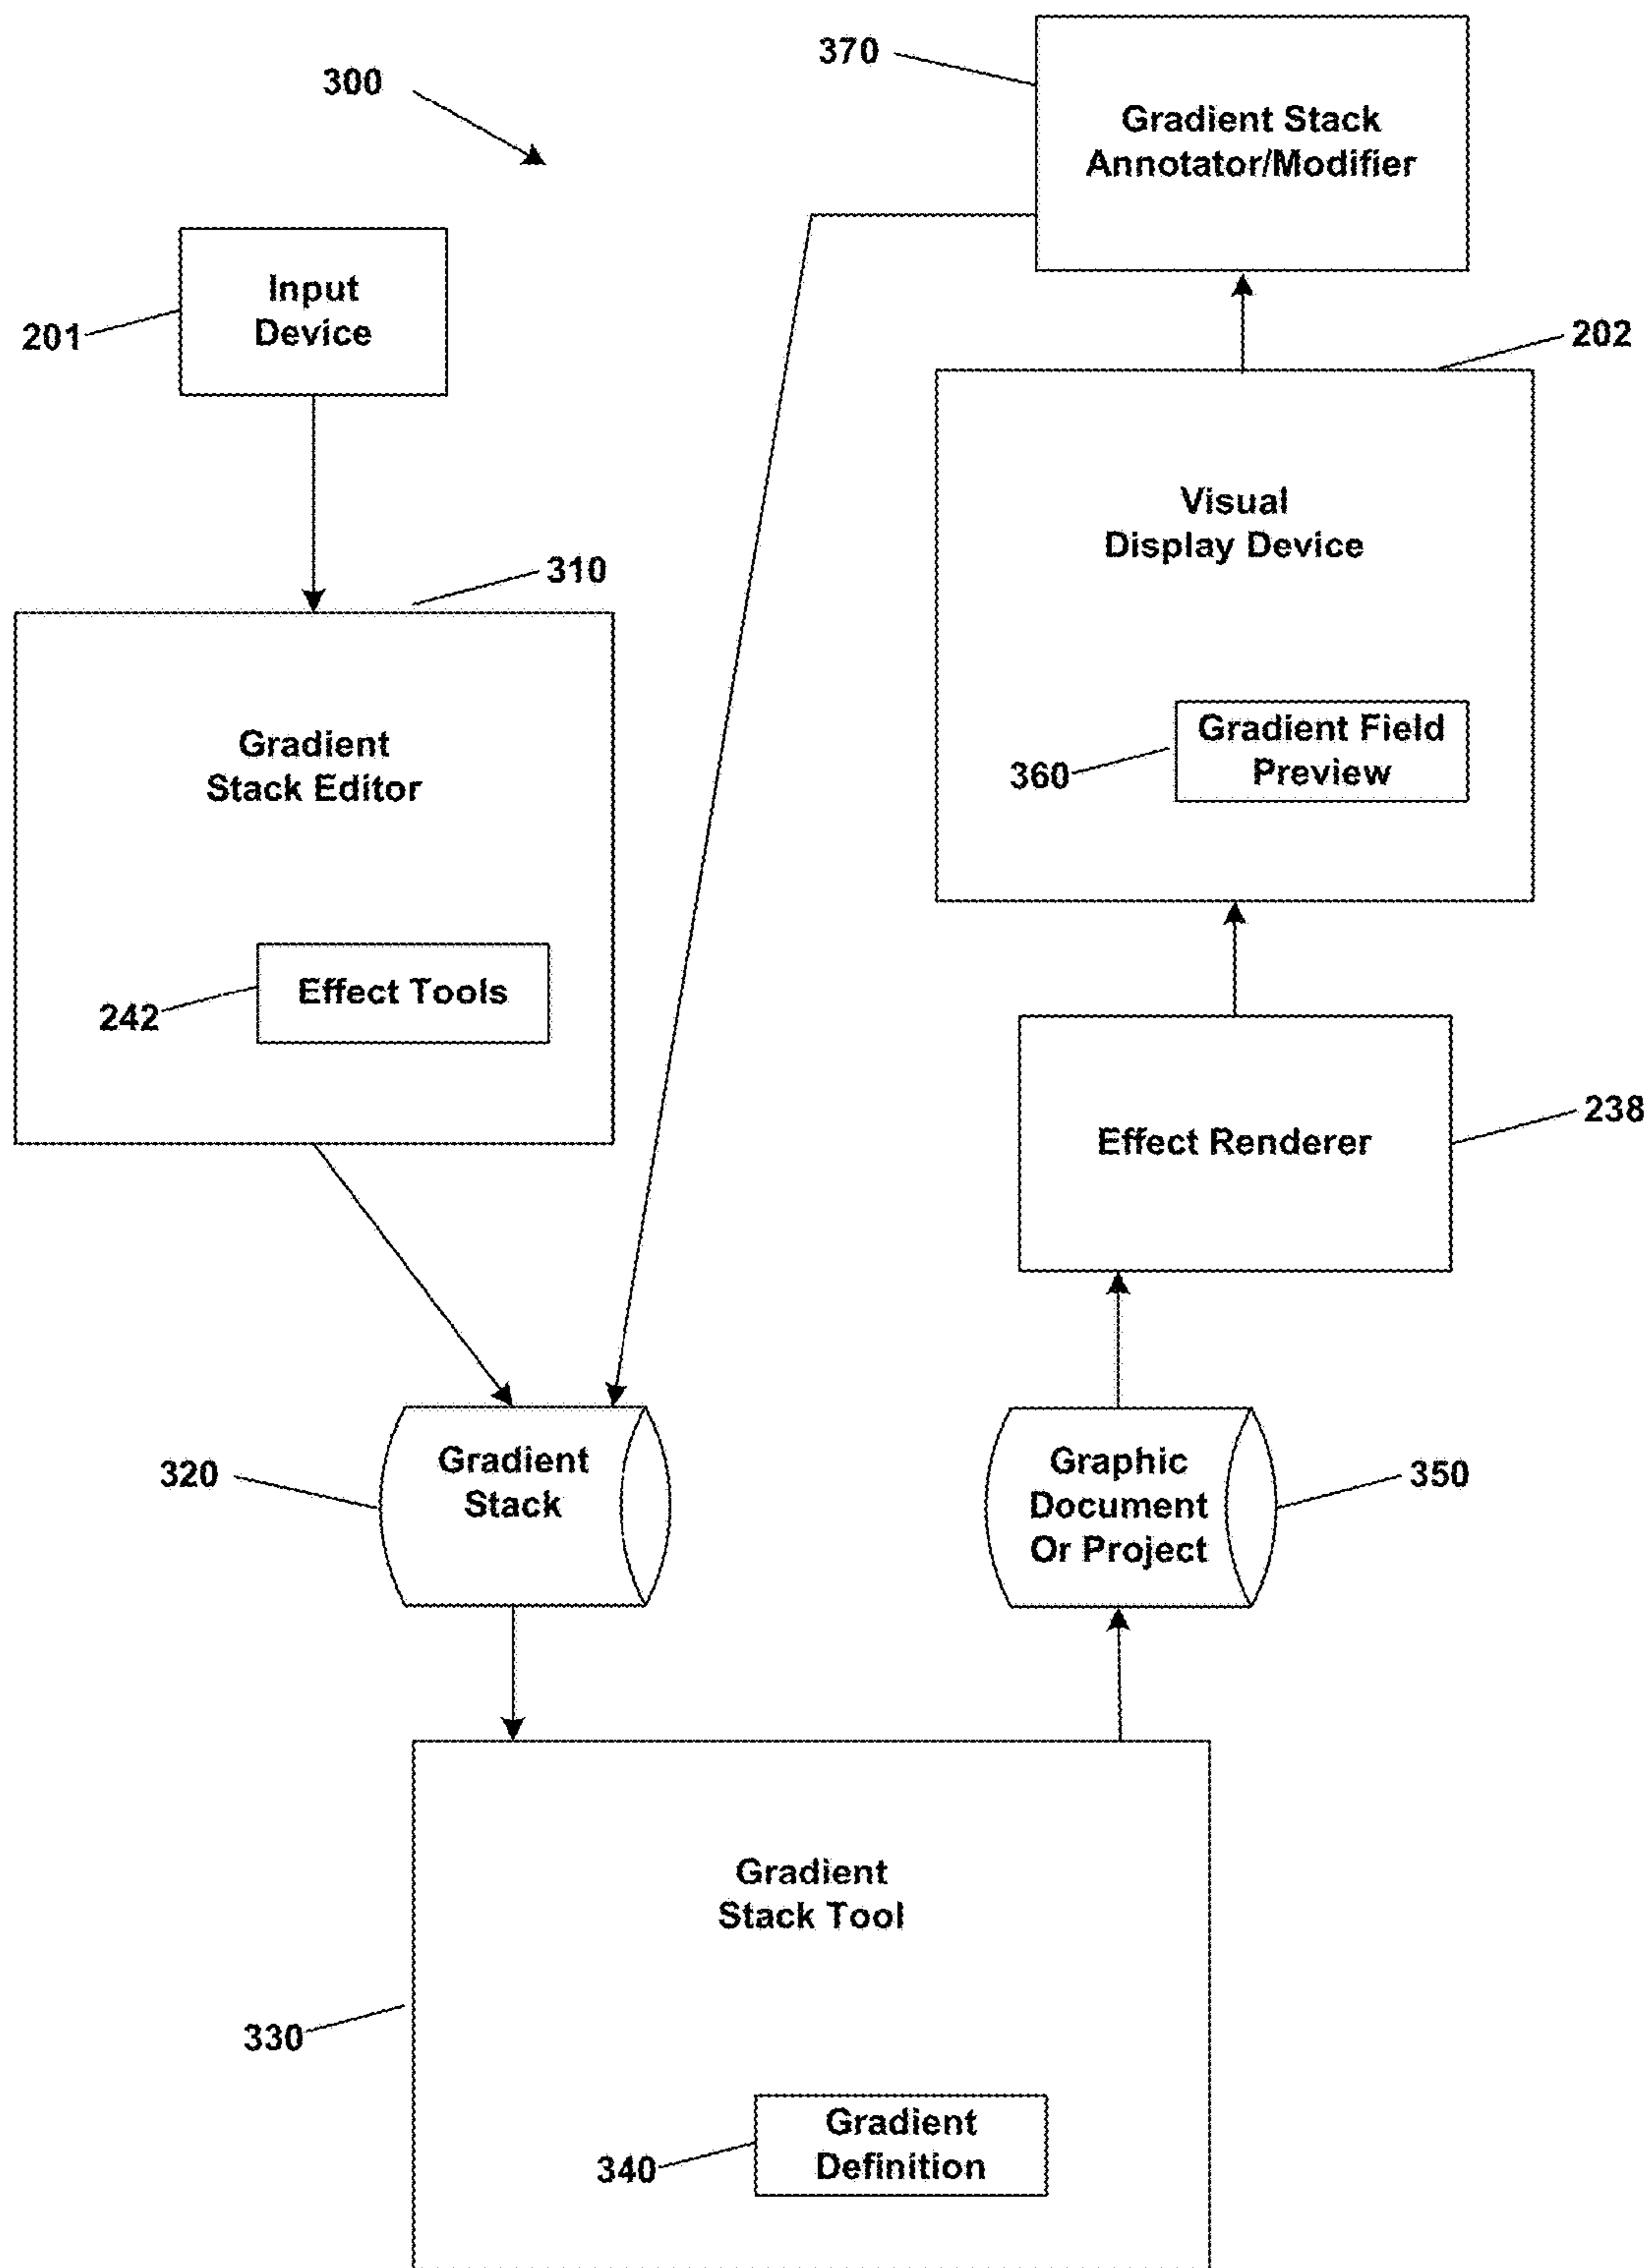 370
Gradient Stack
Annotator/Modifier
300
Input
Device
201
202
Visual
Display Device
310
Gradient
Stack Editor
Gradient Field
Preview
360
Effect Tools
242
238
Effect Renderer
320
Gradient
Stack
Graphic
Document
Or Project
350
Gradient
Stack Tool
330
Gradient
Definition
340